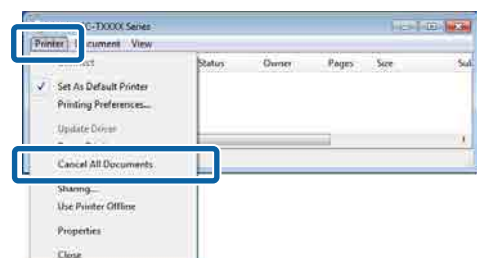 C-TXXXX Series
Printer Document View
Status Owner Pages Size Sul
Set As Default Printer
Printing Preferences...
Update Driver
Cancel All Documents
Sharing...
Use Printer Offline
Properties
Close